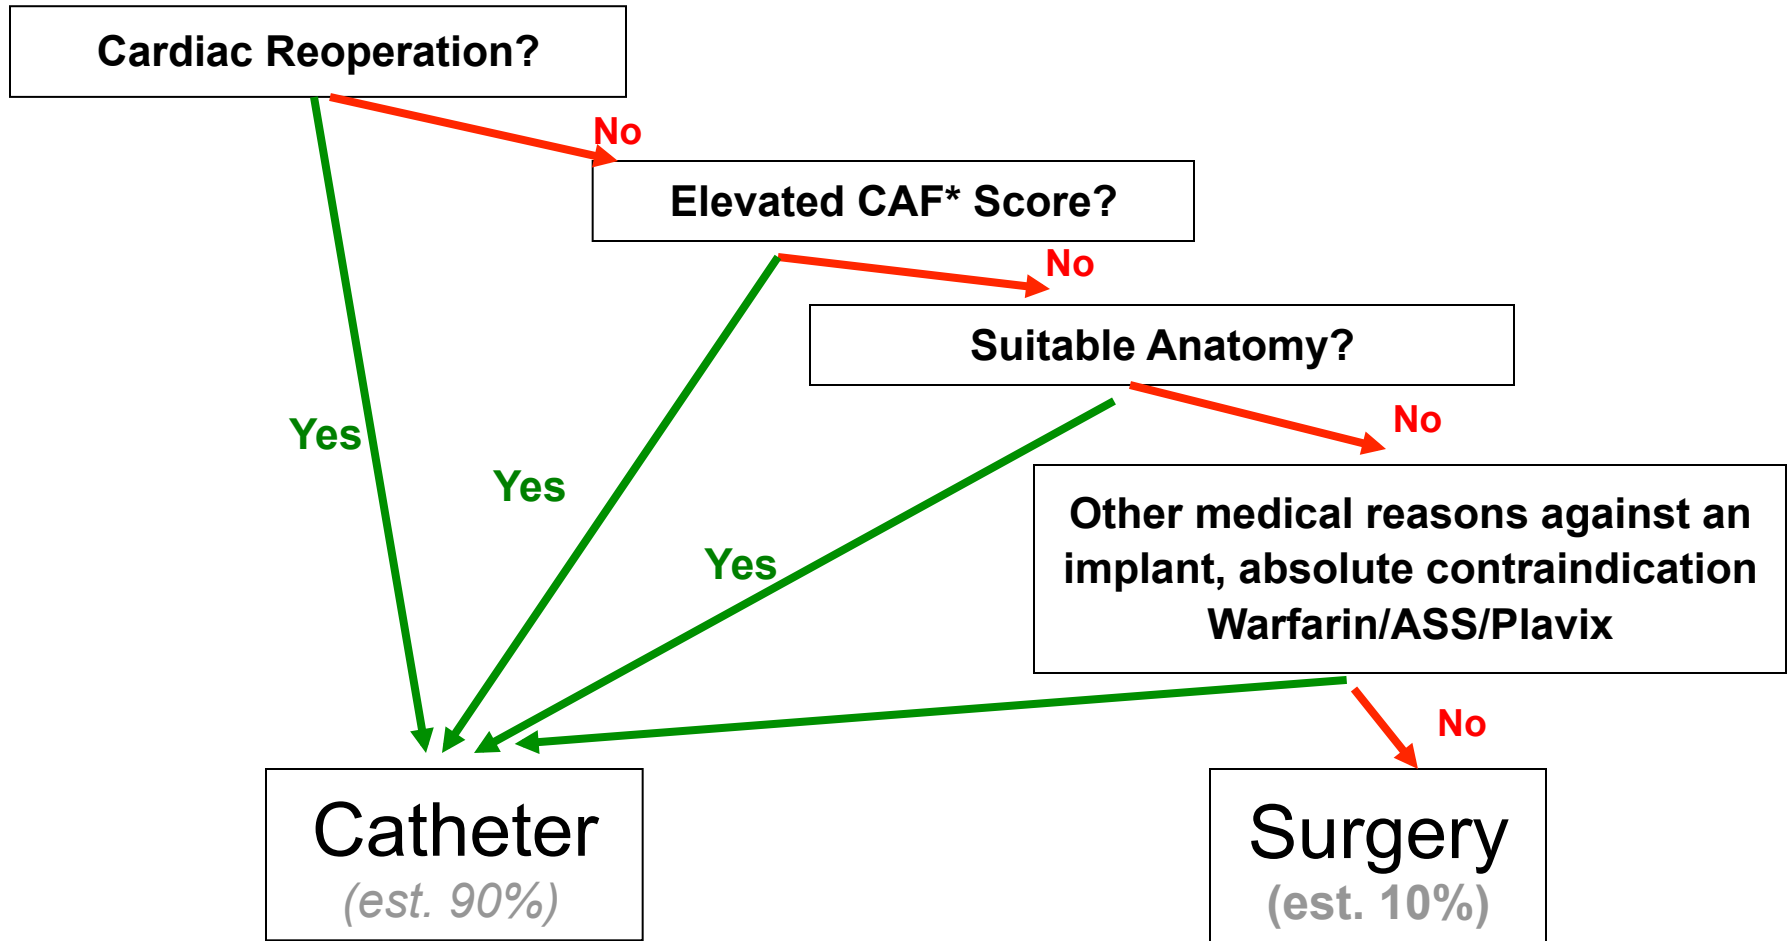 Cardiac Reoperation?
No
Elevated CAF* Score?
No
Suitable Anatomy?
No
Yes
Yes
Yes
Other medical reasons against an
implant, absolute contraindication
Warfarin/ASS/Plavix
No
Catheter
(est. 90%)
Surgery
(est. 10%)